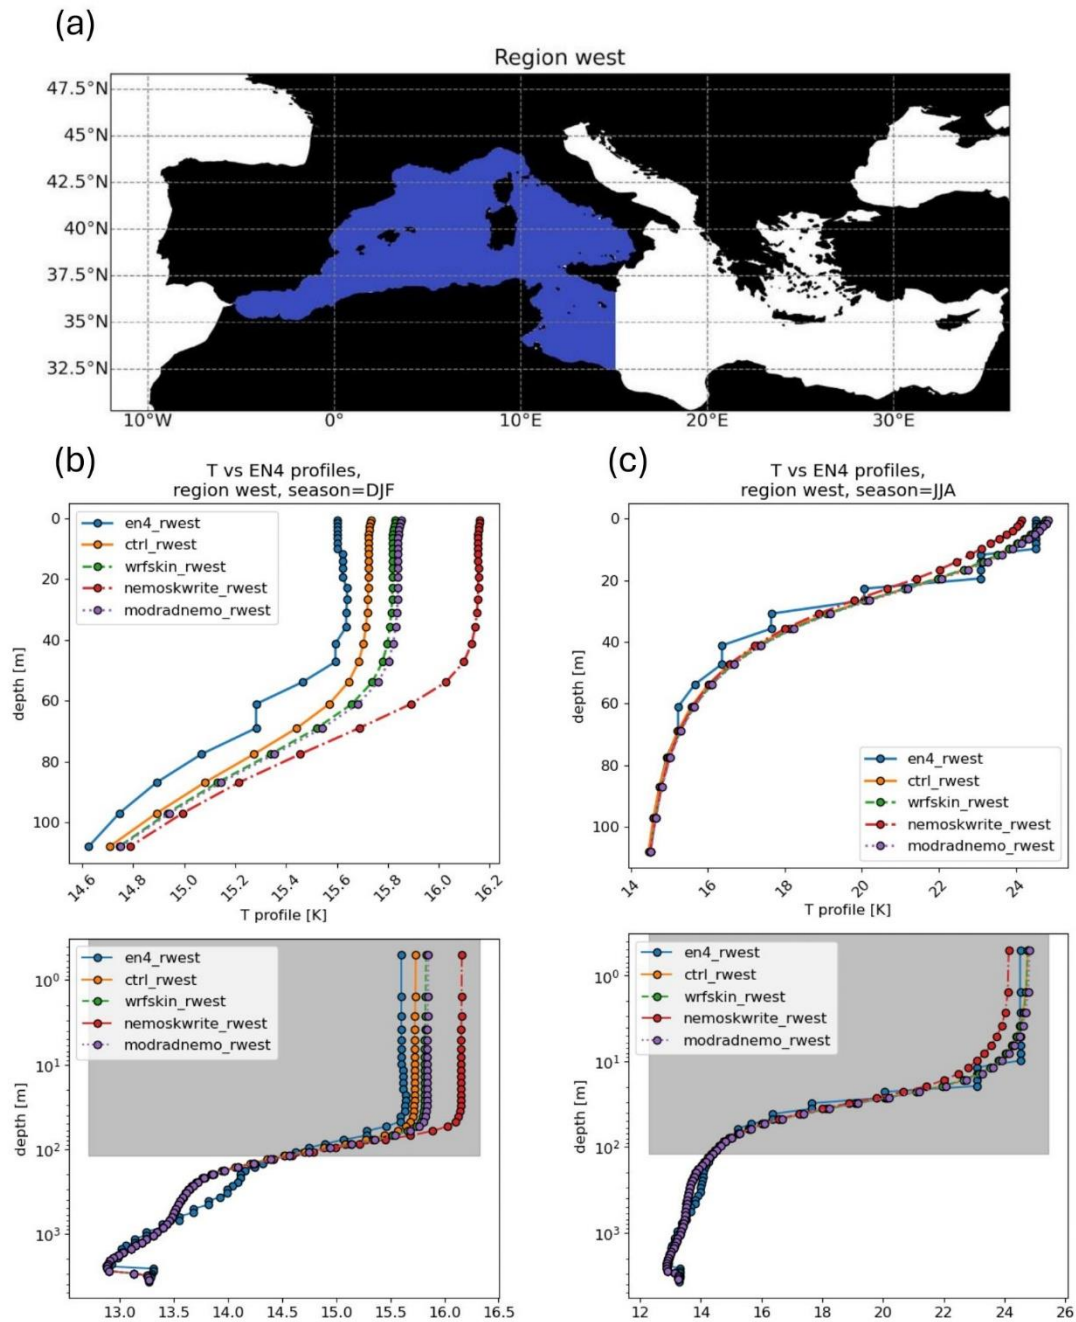 (a)
Region west
47.5°N
45°N
42.5°N
40°N
37.5°N
35°N
32.5°N
10°W 0° 10°E 20°E 30°E
(b)
T vs EN4 profiles,
region west, season=DJF
en4_rwest
ctrl_rwest
wrfskin_rwest
nemoskwrite_rwest
modradnemo_rwest
0
20
40
60
80
100
depth [m]
14.6 14.8 15.0 15.2 15.4 15.6 15.8 16.0 16.2
T profile [K]
(c)
T vs EN4 profiles,
region west, season=JJA
0
20
40
60
80
100
depth [m]
en4_rwest
ctrl_rwest
wrfskin_rwest
nemoskwrite_rwest
modradnemo_rwest
14 16 18 20 22 24
T profile [K]
en4_rwest
ctrl_rwest
wrfskin_rwest
nemoskwrite_rwest
modradnemo_rwest
10⁰
10¹
10²
10³
depth [m]
13.0 13.5 14.0 14.5 15.0 15.5 16.0 16.5
en4_rwest
ctrl_rwest
wrfskin_rwest
nemoskwrite_rwest
modradnemo_rwest
10⁰
10¹
10²
10³
depth [m]
12 14 16 18 20 22 24 26